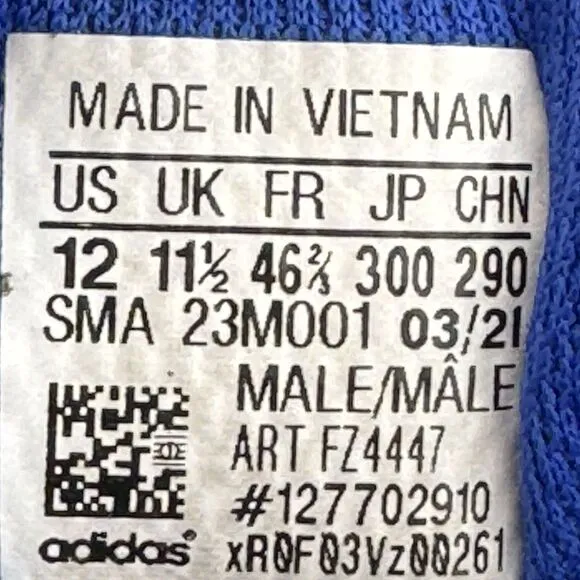 MADE IN VIETNAM
US UK FR JP CHN
12 11½ 46⅔ 300 290
SMA 23M001 03/21
MALE/MÂLE
ART FZ4447
#127702910
adidas® xR0F03Vz00261